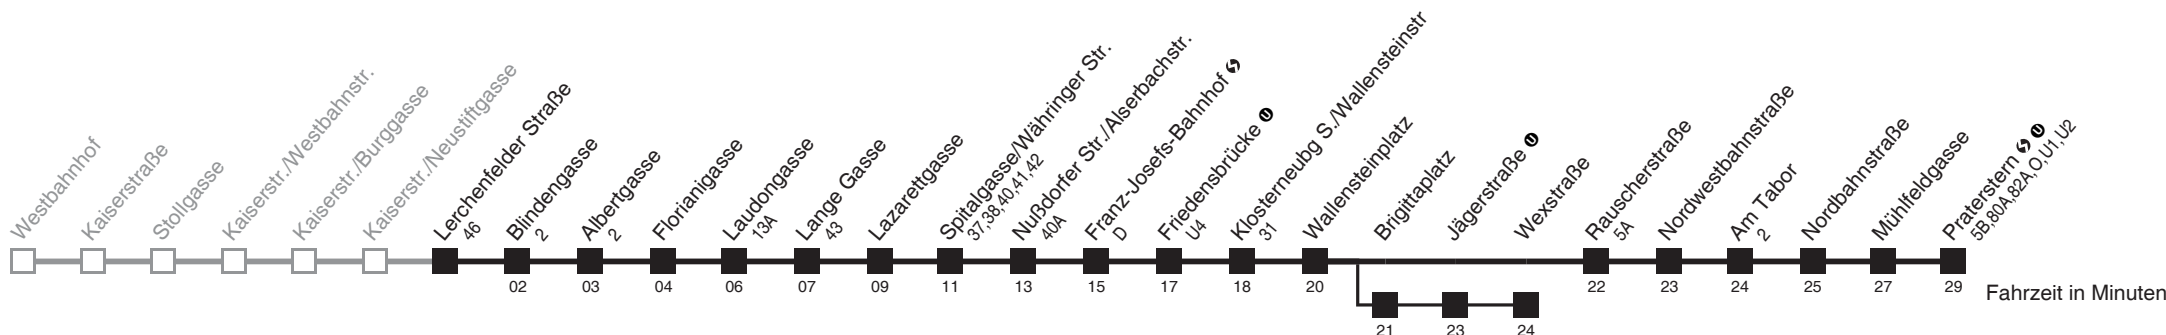 Westbahnhof
Kaiserstraße
Stollgasse
Kaiserstr./Westbahnstr.
Kaiserstr./Burggasse
Kaiserstr./Neustiftgasse
Lerchenfelder Straße
46
Blindengasse
2
Albertgasse
2
Florianigasse
Laudongasse
13A
Lange Gasse
43
Lazarettgasse
Spitalgasse/Währinger Str.
37,38,40,41,42
Nußdorfer Str./Alserbachstr.
40A
Franz-Josefs-Bahnhof
D
Friedensbrücke U
U4
Klosterneubg S./Wallensteinstr
31
Wallensteinplatz
Brigittaplatz
Jägerstraße U
Wexstraße
Rauscherstraße
5A
Nordwestbahnstraße
Am Tabor
2
Nordbahnstraße
Mühlfeldgasse
Praterstern U
5B,80A,82A,O,U1,U2
02 03 04 06 07 09 11 13 15 17 18 20 22 23 24 25 27 29
Fahrzeit in Minuten
21 23 24